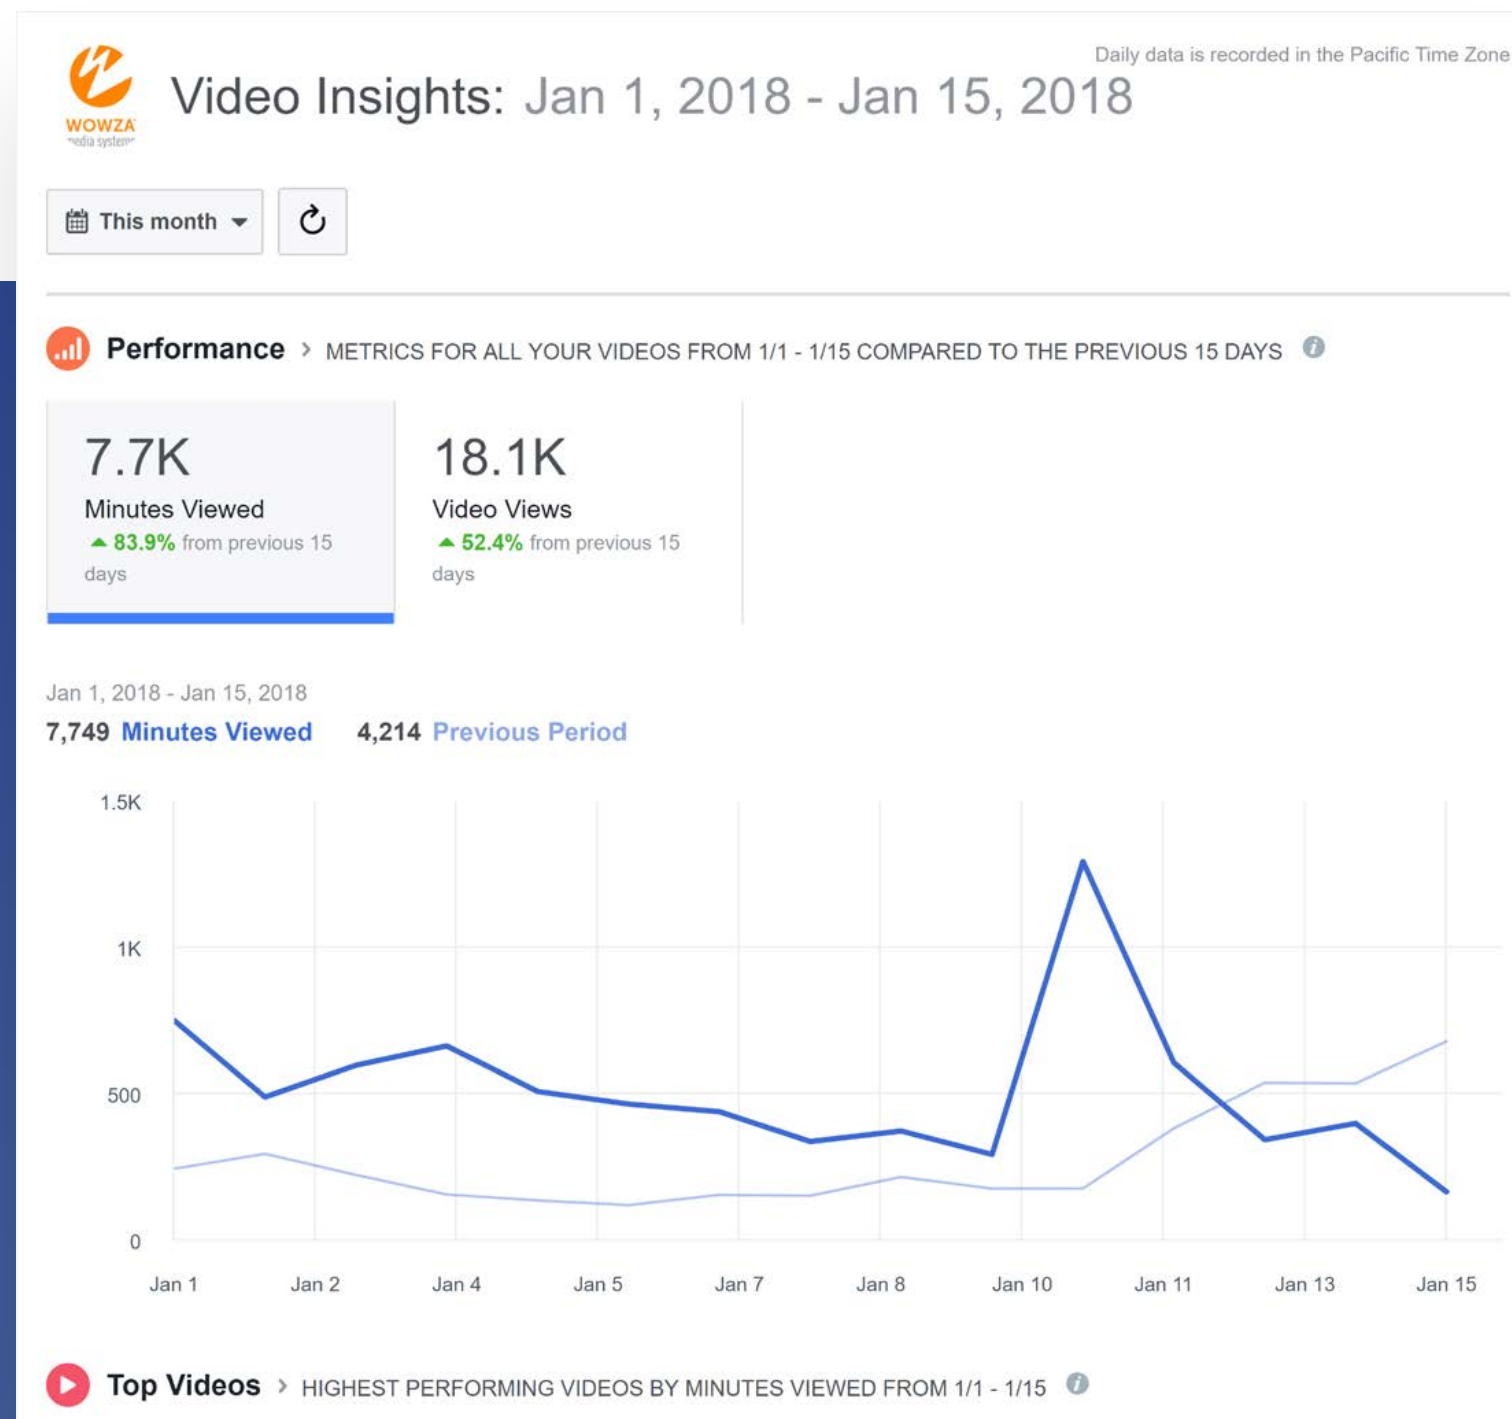 Daily data is recorded in the Pacific Time Zone
WOWZA
media systems
Video Insights: Jan 1, 2018 - Jan 15, 2018
This month
Performance > METRICS FOR ALL YOUR VIDEOS FROM 1/1 - 1/15 COMPARED TO THE PREVIOUS 15 DAYS i
7.7K
Minutes Viewed
83.9% from previous 15
days
18.1K
Video Views
52.4% from previous 15
days
Jan 1, 2018 - Jan 15, 2018
7,749 Minutes Viewed 4,214 Previous Period
1.5K
1K
500
0
Jan 1 Jan 2 Jan 4 Jan 5 Jan 7 Jan 8 Jan 10 Jan 11 Jan 13 Jan 15
Top Videos > HIGHEST PERFORMING VIDEOS BY MINUTES VIEWED FROM 1/1 - 1/15 i